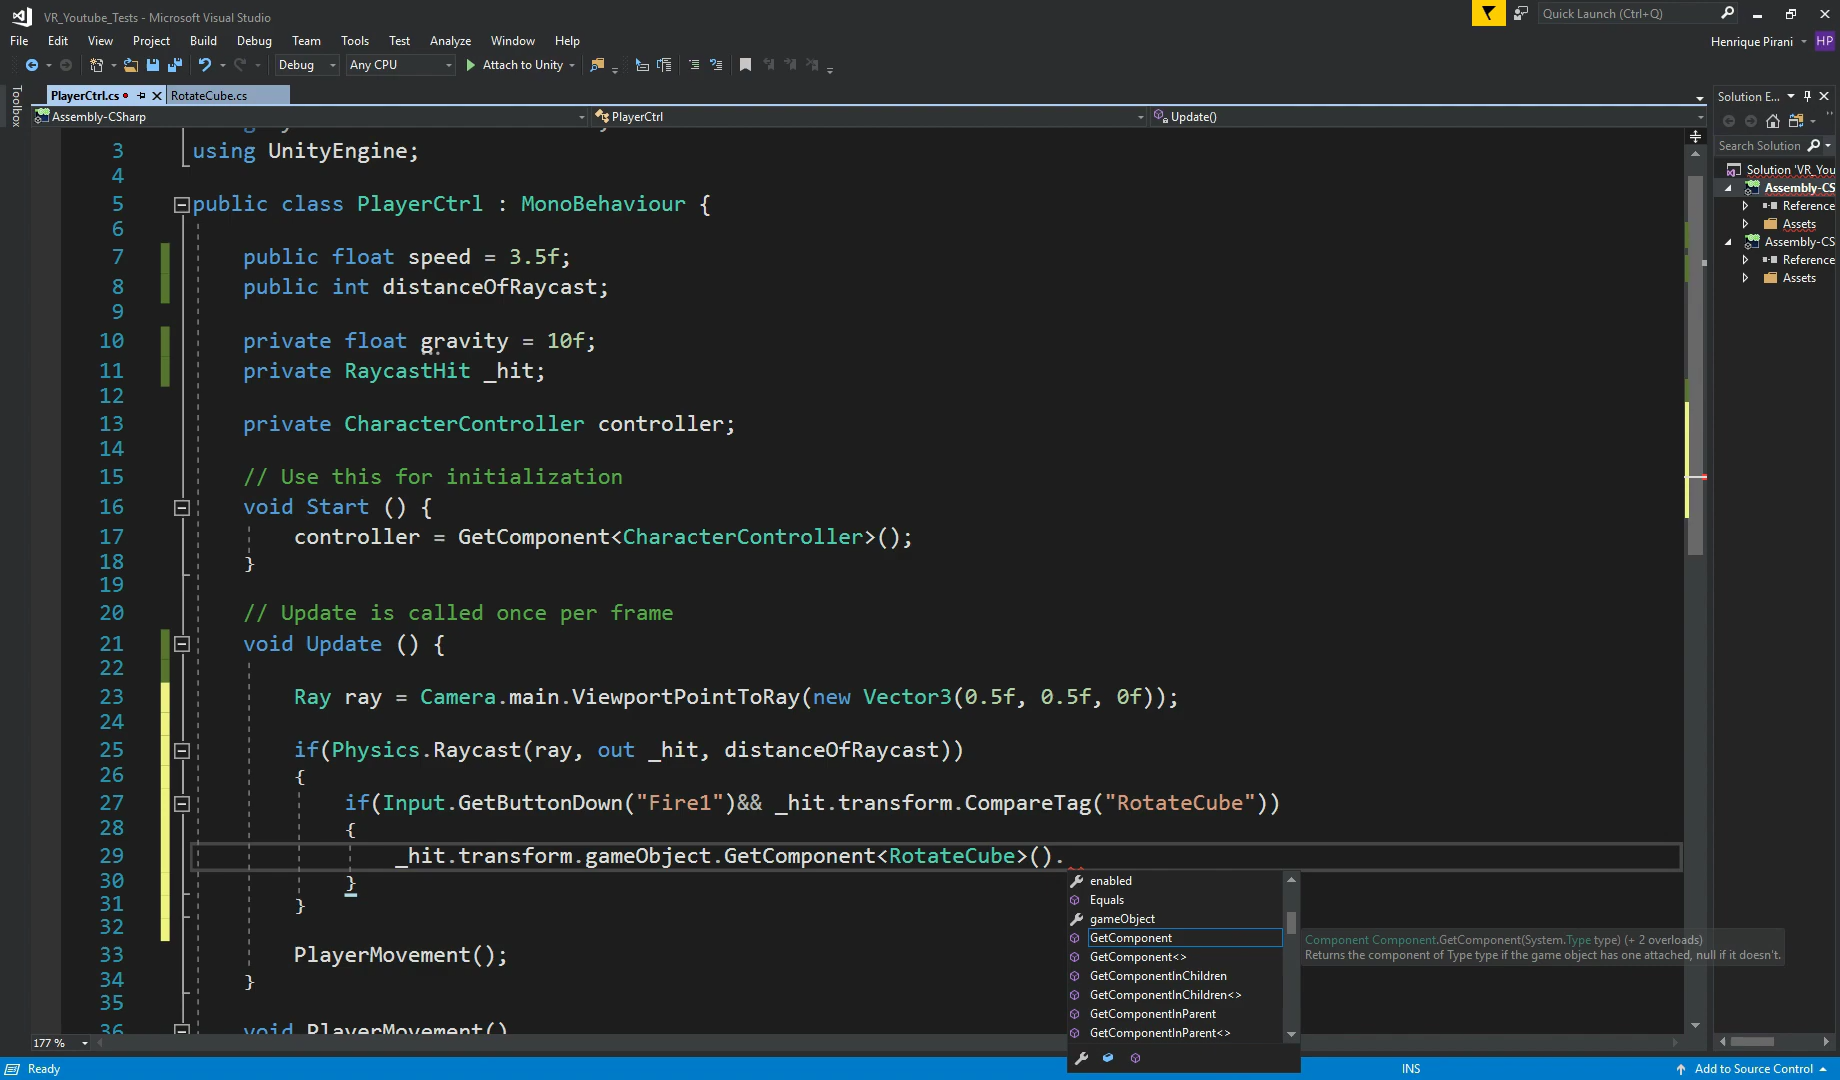 VR_Youtube_Tests - Microsoft Visual Studio
Quick Launch (Ctrl+Q)
File Edit View Project Build Debug Team Tools Test Analyze Window Help
Henrique Pirani HP
Debug Any CPU Attach to Unity
Toolbox
PlayerCtrl.cs RotateCube.cs
Solution E...
Assembly-CSharp PlayerCtrl Update()
Search Solution
3 using UnityEngine;
4
5 public class PlayerCtrl : MonoBehaviour {
6
7 public float speed = 3.5f;
8 public int distanceOfRaycast;
9
10 private float gravity = 10f;
11 private RaycastHit _hit;
12
13 private CharacterController controller;
14
15 // Use this for initialization
16 void Start () {
17 controller = GetComponent<CharacterController>();
18 }
19
20 // Update is called once per frame
21 void Update () {
22
23 Ray ray = Camera.main.ViewportPointToRay(new Vector3(0.5f, 0.5f, 0f));
24
25 if(Physics.Raycast(ray, out _hit, distanceOfRaycast))
26 {
27 if(Input.GetButtonDown("Fire1")&& _hit.transform.CompareTag("RotateCube"))
28 {
29 _hit.transform.gameObject.GetComponent<RotateCube>().
30 }
31 }
32
33 PlayerMovement();
34 }
35
36 void PlayerMovement()
enabled
Equals
gameObject
GetComponent
GetComponent<>
GetComponentInChildren
GetComponentInChildren<>
GetComponentInParent
GetComponentInParent<>
Component Component.GetComponent(System.Type type) (+ 2 overloads)
Returns the component of Type type if the game object has one attached, null if it doesn't.
Solution 'VR_You
Assembly-CS
Reference
Assets
Assembly-CS
Reference
Assets
177 %
Ready INS Add to Source Control